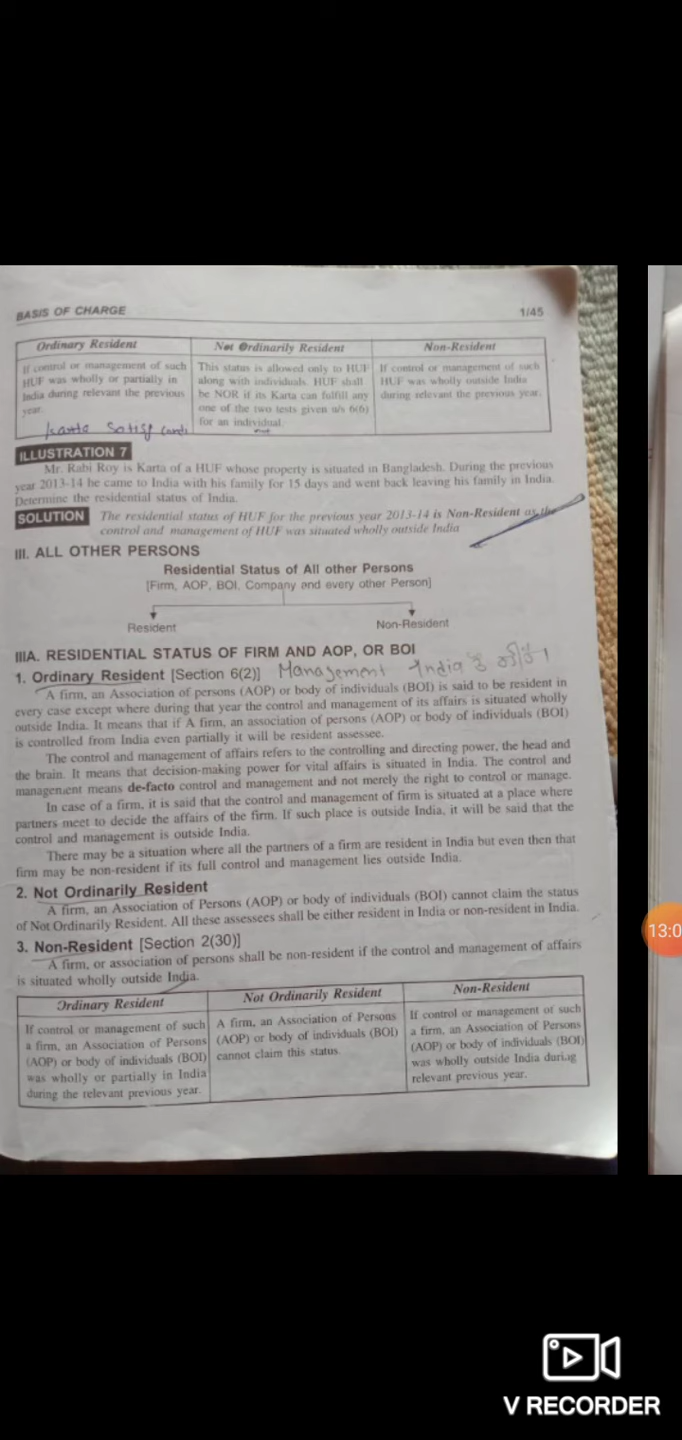 BASIS OF CHARGE
1/45
Ordinary Resident
Not Ordinarily Resident
Non-Resident
If control or management of such
HUF was wholly or partially in
India during relevant the previous
year.
This status is allowed only to HUF
along with individuals. HUF shall
be NOR if its Karta can fulfill any
one of the two tests given u/s 6(6)
for an individual
If control or management of such
HUF was wholly outside India
during relevant the previous year.
Karta Satisf
ILLUSTRATION 7
Mr. Rabi Roy is Karta of a HUF whose property is situated in Bangladesh. During the previous
year 2013-14 he came to India with his family for 15 days and went back leaving his family in India.
Determine the residential status of India.
SOLUTION The residential status of HUF for the previous year 2013-14 is Non-Resident as the
control and management of HUF was situated wholly outside India
III. ALL OTHER PERSONS
Residential Status of All other Persons
[Firm, AOP, BOI, Company and every other Person]
Resident
Non-Resident
IIIA. RESIDENTIAL STATUS OF FIRM AND AOP, OR BOI
1. Ordinary Resident [Section 6(2)] Management India
A firm, an Association of persons (AOP) or body of individuals (BOI) is said to be resident in
every case except where during that year the control and management of its affairs is situated wholly
outside India. It means that if A firm, an association of persons (AOP) or body of individuals (BOI)
is controlled from India even partially it will be resident assessee.
The control and management of affairs refers to the controlling and directing power, the head and
the brain. It means that decision-making power for vital affairs is situated in India. The control and
management means de-facto control and management and not merely the right to control or manage.
In case of a firm, it is said that the control and management of firm is situated at a place where
partners meet to decide the affairs of the firm. If such place is outside India, it will be said that the
control and management is outside India.
There may be a situation where all the partners of a firm are resident in India but even then that
firm may be non-resident if its full control and management lies outside India.
2. Not Ordinarily Resident
A firm, an Association of Persons (AOP) or body of individuals (BOI) cannot claim the status
of Not Ordinarily Resident. All these assessees shall be either resident in India or non-resident in India.
3. Non-Resident [Section 2(30)]
A firm, or association of persons shall be non-resident if the control and management of affairs
is situated wholly outside India.
Ordinary Resident
Not Ordinarily Resident
Non-Resident
If control or management of such
a firm, an Association of Persons
(AOP) or body of individuals (BOI)
was wholly or partially in India
during the relevant previous year.
A firm, an Association of Persons
(AOP) or body of individuals (BOI)
cannot claim this status.
If control or management of such
a firm, an Association of Persons
(AOP) or body of individuals (BOI)
was wholly outside India during
relevant previous year.
13:0
V RECORDER